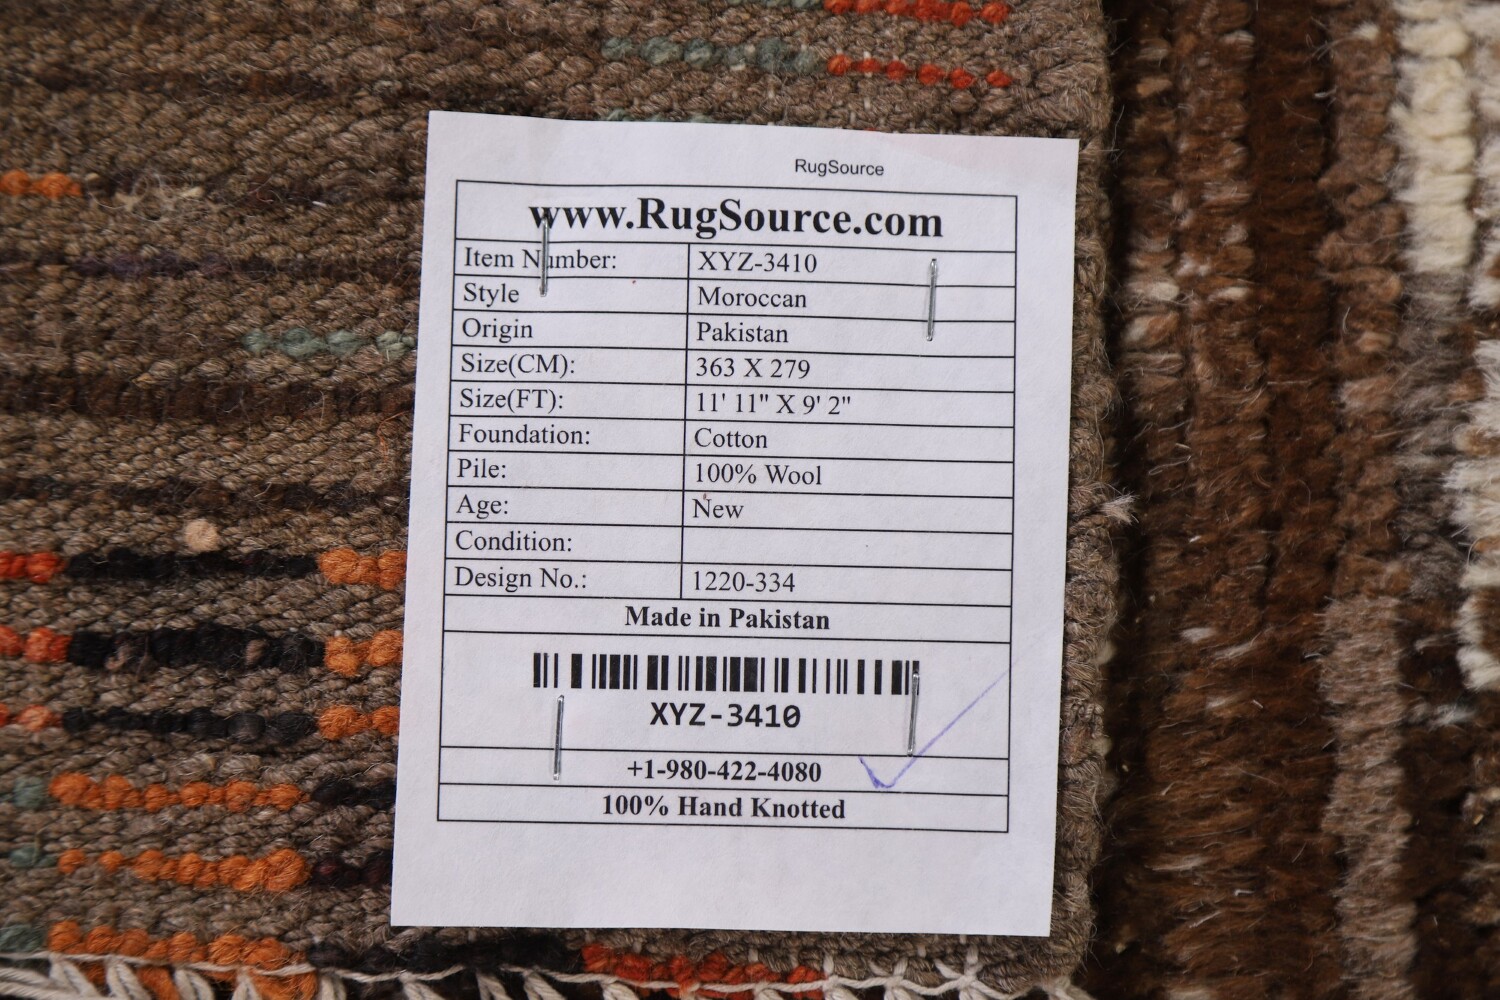 RugSource
www.RugSource.com
Item Number: XYZ-3410
Style Moroccan
Origin Pakistan
Size(CM): 363 X 279
Size(FT): 11' 11" X 9' 2"
Foundation: Cotton
Pile: 100% Wool
Age: New
Condition:
Design No.: 1220-334
Made in Pakistan
XYZ-3410
+1-980-422-4080
100% Hand Knotted